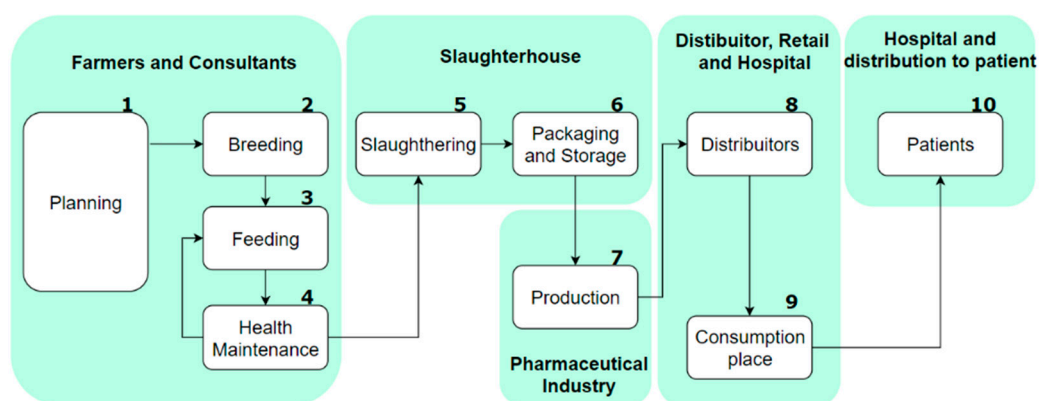 Farmers and Consultants
1
Planning
2
Breeding
3
Feeding
4
Health
Maintenance
Slaughterhouse
5
Slaughthering
6
Packaging
and Storage
7
Production
Pharmaceutical
Industry
Distibuitor, Retail
and Hospital
8
Distribuitors
9
Consumption
place
Hospital and
distribution to patient
10
Patients